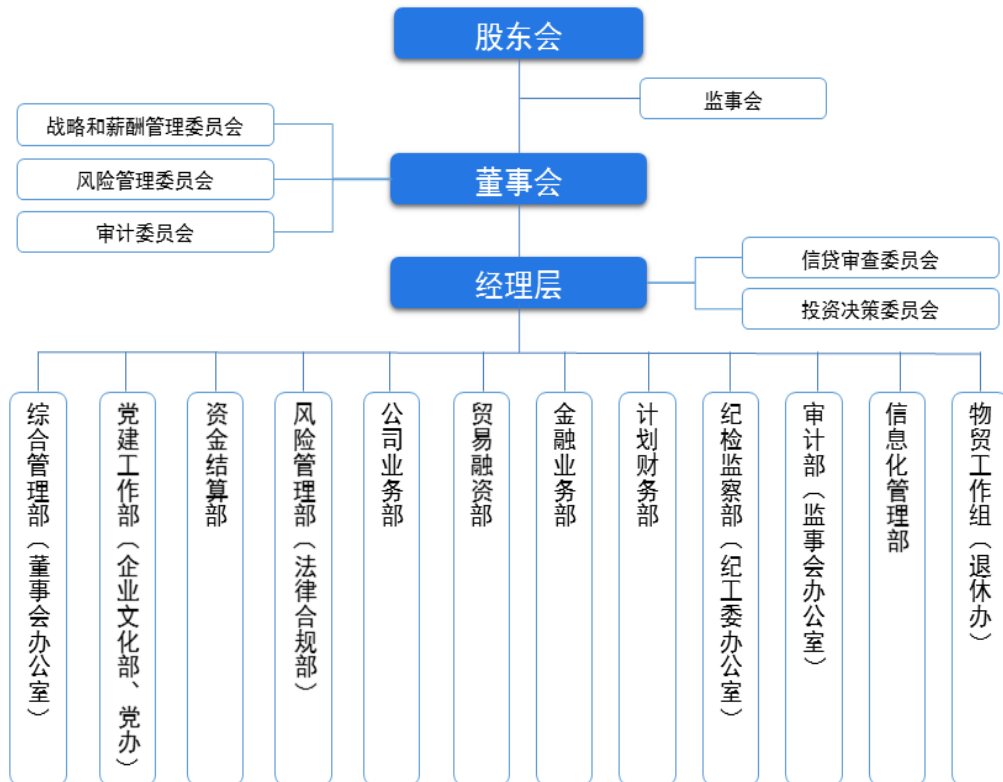 股东会
监事会
战略和薪酬管理委员会
董事会
风险管理委员会
审计委员会
经理层
信贷审查委员会
投资决策委员会
综合管理部（董事会办公室）
党建工作部（企业文化部、党办）
资金结算部
风险管理部（法律合规部）
公司业务部
贸易融资部
金融业务部
计划财务部
纪检监察部（纪工委办公室）
审计部（监事会办公室）
信息化管理部
物贸工作组（退休办）